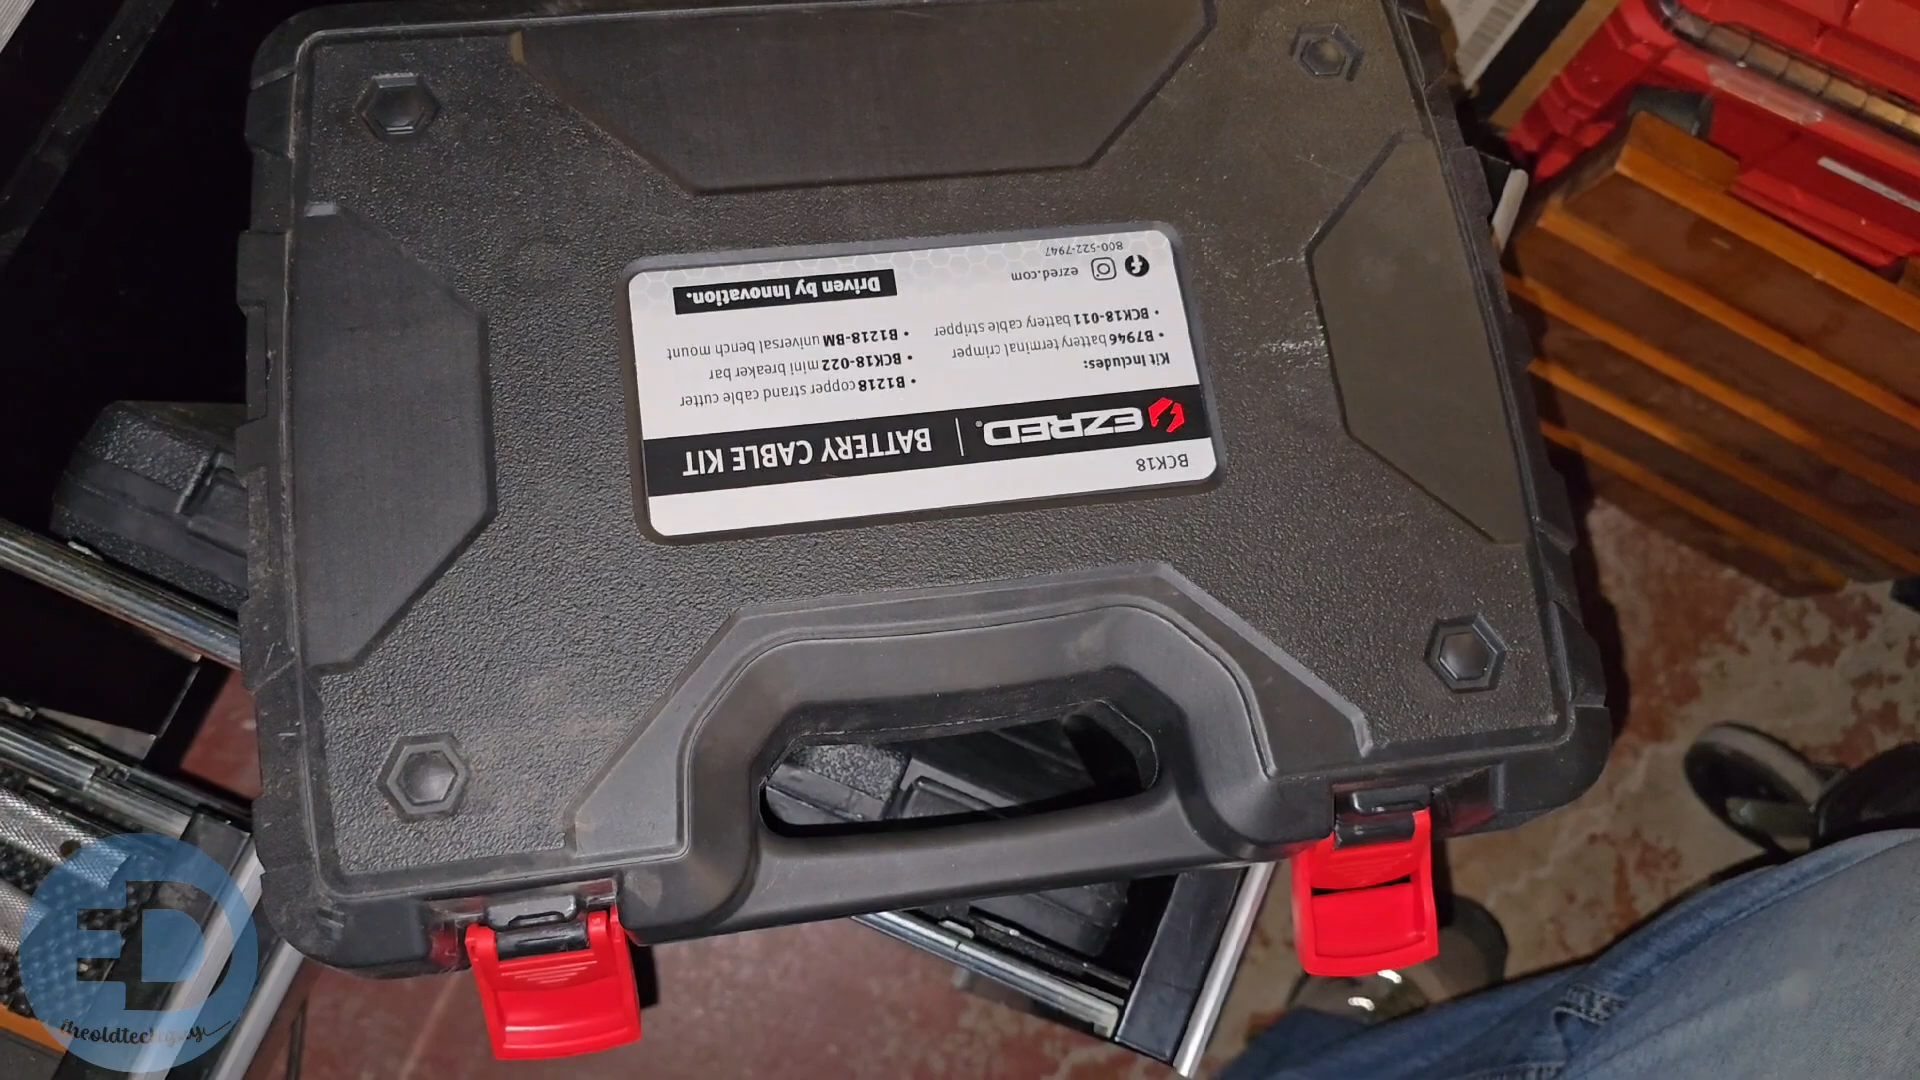 BCK18
EZRED® | BATTERY CABLE KIT
Kit Includes:
• B7946 battery terminal crimper
• BCK18-011 battery cable stripper
• B1218 copper strand cable cutter
• BCK18-022 mini breaker bar
• B1218-BM universal bench mount
ezred.com
800-522-7947
Driven by Innovation.
ED
theoldtechguy